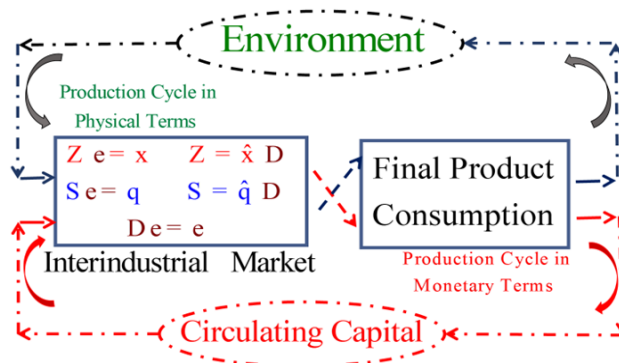 Environment
Production Cycle in
Physical Terms
Z e = x Z = x̂ D
S e = q S = q̂ D
D e = e
Interindustrial Market
Final Product
Consumption
Production Cycle in
Monetary Terms
Circulating Capital